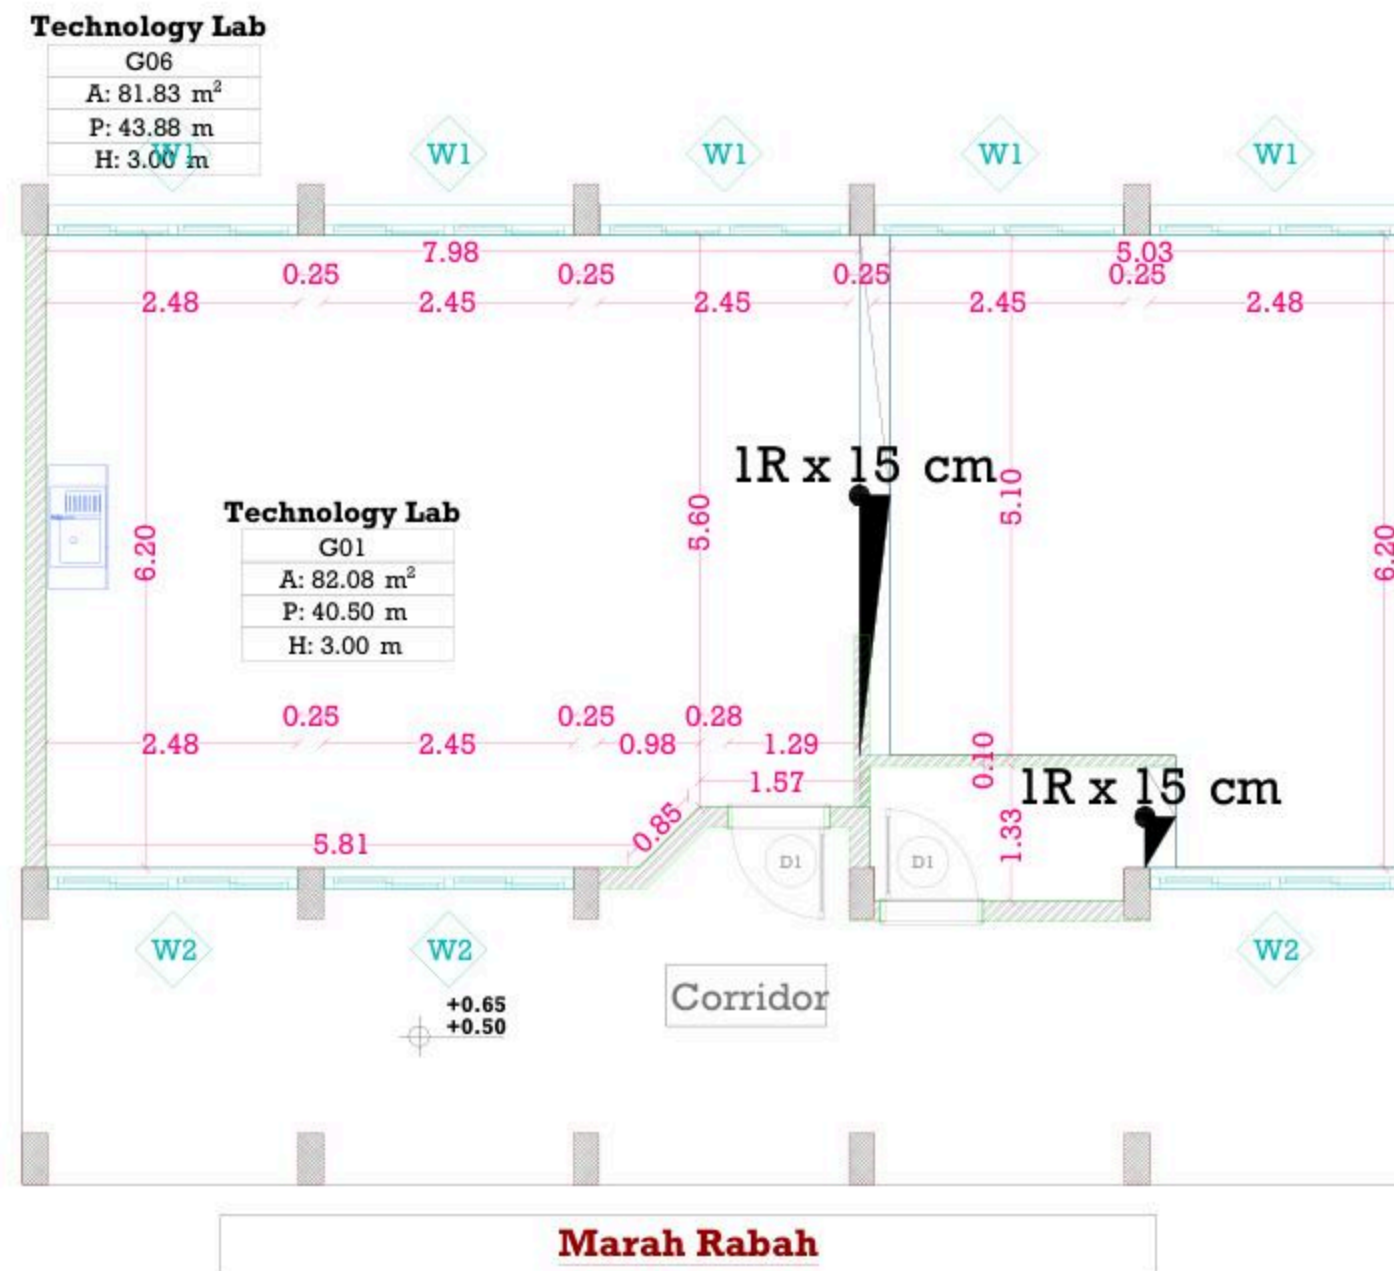 Technology Lab
G06
A: 81.83 m²
P: 43.88 m
H: 3.00 m
W1
W1
W1
W1
W1
7.98
5.03
0.25
0.25
0.25
0.25
2.48
2.45
2.45
2.45
2.48
1R x 15 cm
6.20
5.60
5.10
6.20
Technology Lab
G01
A: 82.08 m²
P: 40.50 m
H: 3.00 m
0.25
0.25
0.28
2.48
2.45
0.98
1.29
0.10
1.57
1R x 15 cm
5.81
0.85
1.33
D1
D1
W2
W2
W2
Corridor
+0.65
+0.50
Marah Rabah